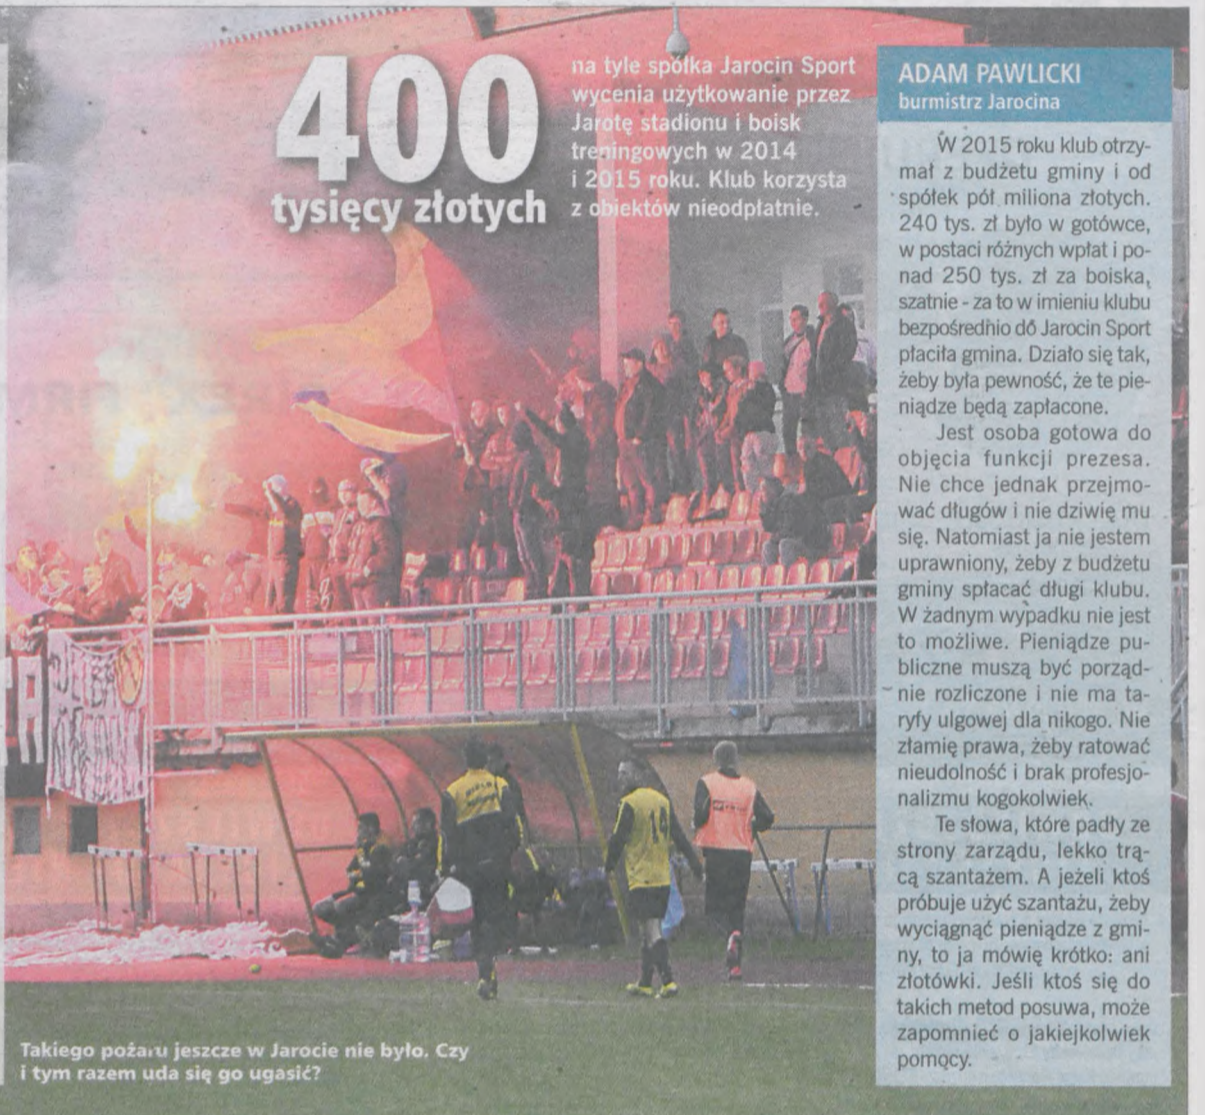 400
tysięcy złotych
na tyle spółka Jarocin Sport
wycenia użytkowanie przez
Jarotę stadionu i boisk
treningowych w 2014
i 2015 roku. Klub korzysta
z obiektów nieodpłatnie.
ADAM PAWLICKI
burmistrz Jarocina
W 2015 roku klub otrzy-
mał z budżetu gminy i od
spółek pół miliona złotych.
240 tys. zł było w gotówce,
w postaci różnych wpłat i po-
nad 250 tys. zł za boiska,
szatnie - za to w imieniu klubu
bezpośrednio do Jarocin Sport
płaciła gmina. Działo się tak,
żeby była pewność, że te pie-
niądze będą zapłacone.
Jest osoba gotowa do
objęcia funkcji prezesa.
Nie chce jednak przejmo-
wać długów i nie dziwię mu
się. Natomiast ja nie jestem
uprawniony, żeby z budżetu
gminy spłacać długi klubu.
W żadnym wypadku nie jest
to możliwe. Pieniądze pu-
bliczne muszą być porząd-
nie rozliczone i nie ma ta-
ryfy ulgowej dla nikogo. Nie
złamię prawa, żeby ratować
nieudolność i brak profesjo-
nalizmu kogokolwiek.
Te słowa, które padły ze
strony zarządu, lekko trą-
cą szantażem. A jeżeli ktoś
próbuje użyć szantażu, żeby
wyciągnąć pieniądze z gmi-
ny, to ja mówię krótko: ani
złotówki. Jeśli ktoś się do
takich metod posuwa, może
zapomnieć o jakiejkolwiek
pomocy.
14
Takiego pożaru jeszcze w Jarocie nie było. Czy
i tym razem uda się go ugasić?